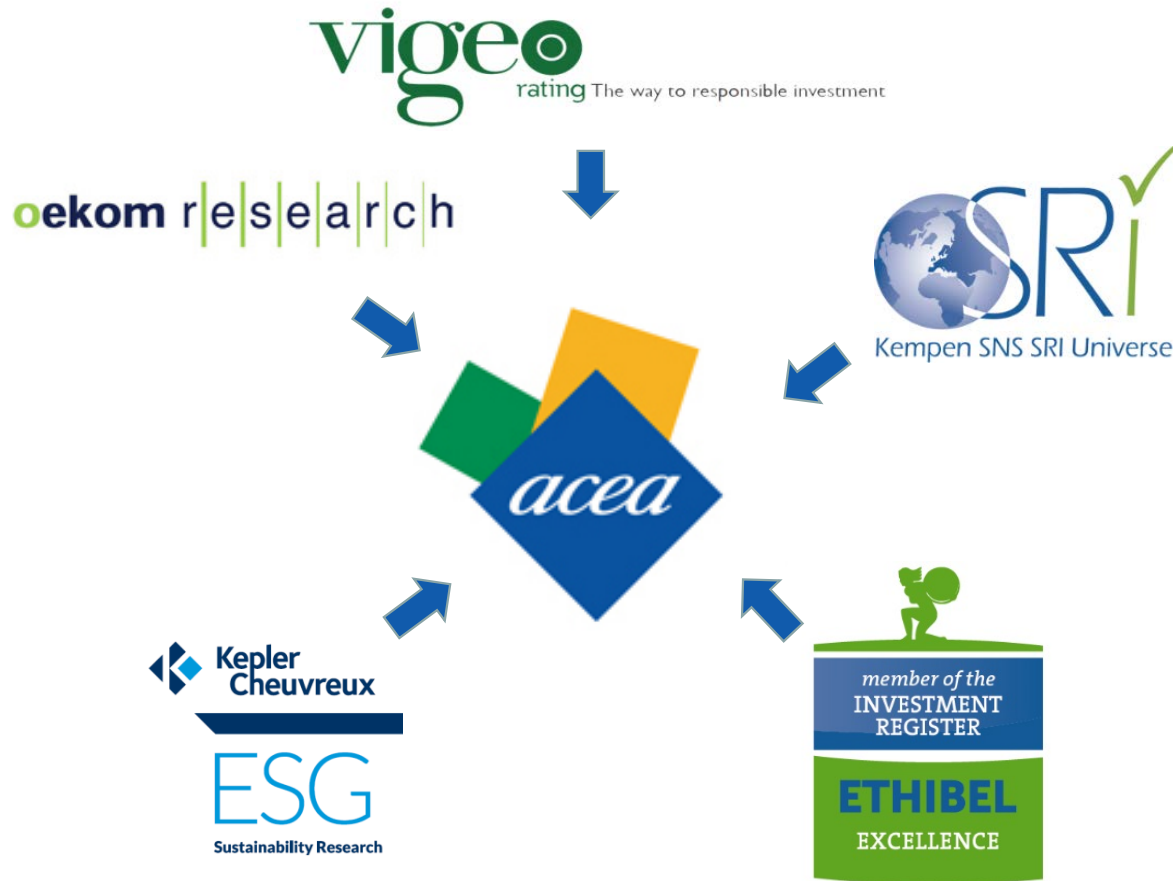 vigeo
rating The way to responsible investment
oekom r|e|s|e|a|r|c|h
SRi
Kempen SNS SRI Universe
acea
Kepler
Cheuvreux
ESG
Sustainability Research
member of the
INVESTMENT
REGISTER
ETHIBEL
EXCELLENCE